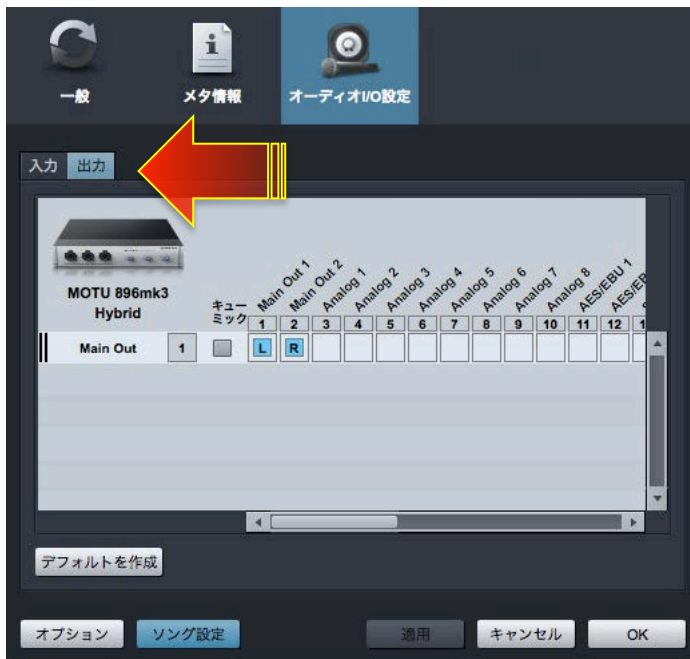 一般
メタ情報
オーディオI/O設定
入力
出力
MOTU 896mk3
Hybrid
キュー
ミック
Main Out 1
Main Out 2
Analog 1
Analog 2
Analog 3
Analog 4
Analog 5
Analog 6
Analog 7
Analog 8
AES/EBU 1
AES/EB
1 2 3 4 5 6 7 8 9 10 11 12 1
Main Out 1 L R
デフォルトを作成
オプション
ソング設定
適用
キャンセル
OK